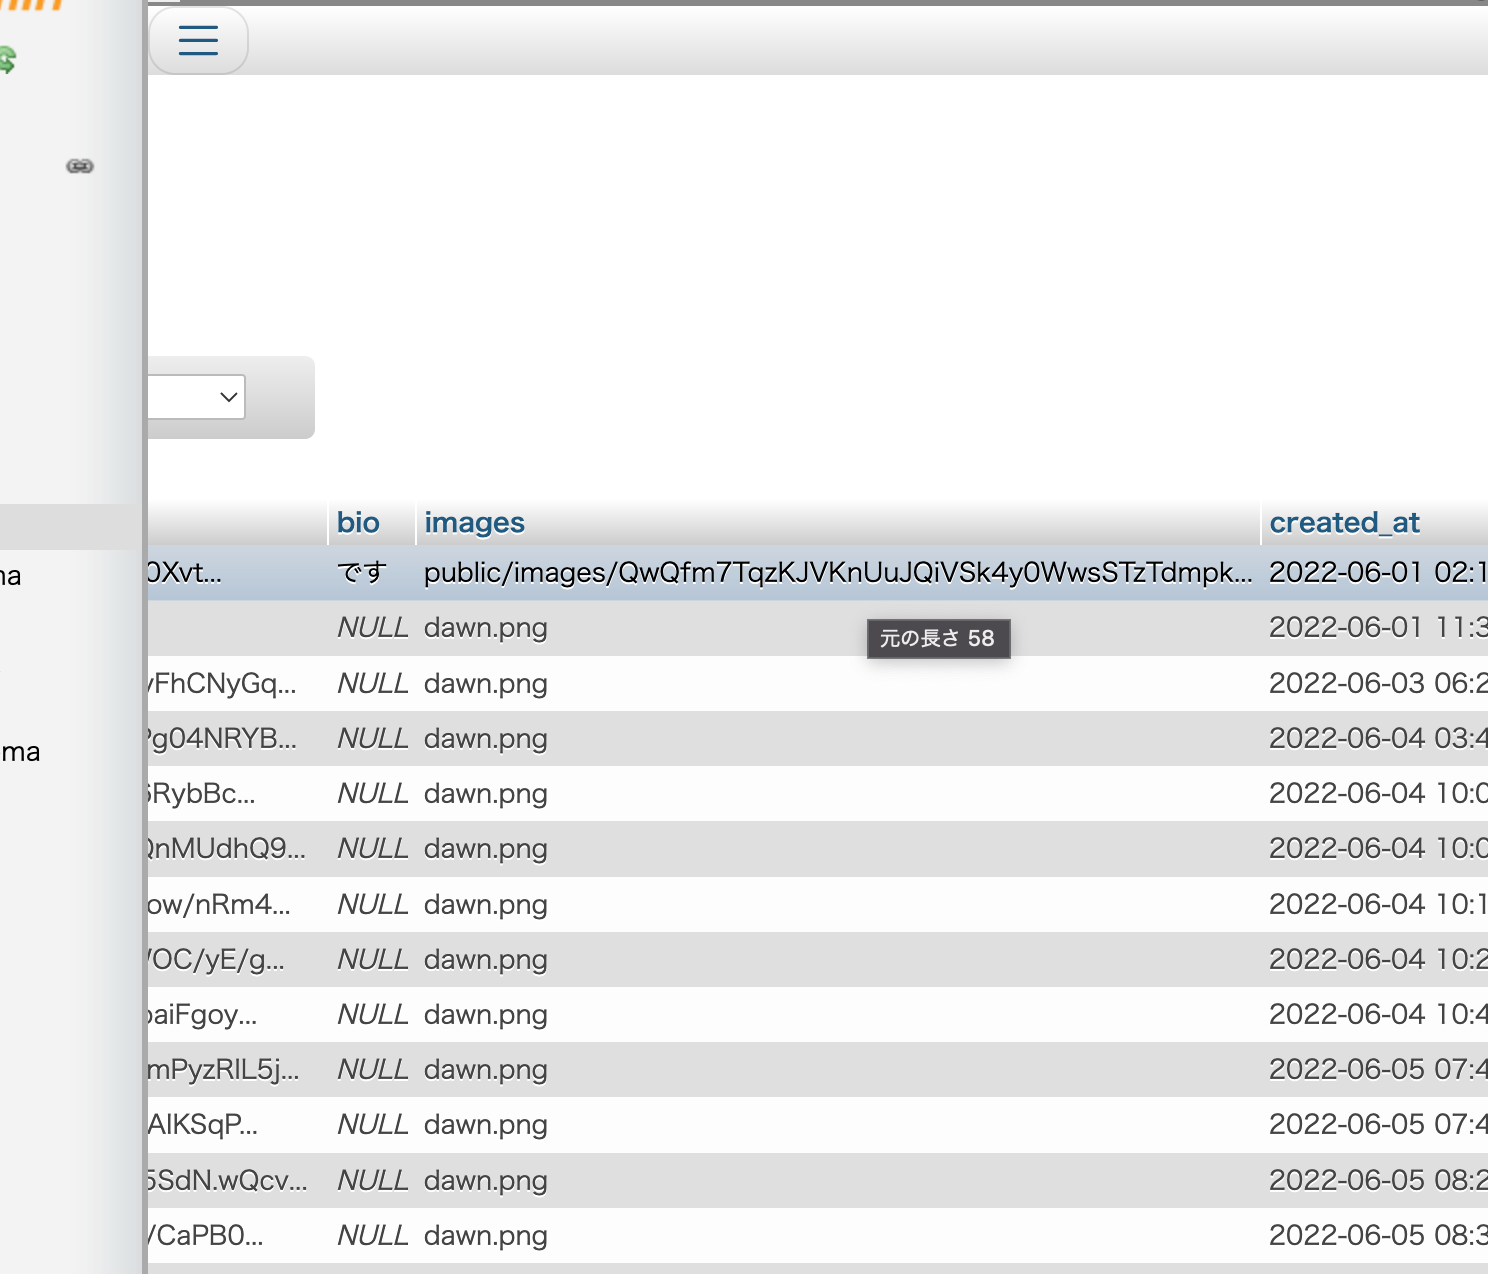 bio images created_at
0Xvt... です public/images/QwQfm7TqzKJVKnUuJQiVSk4y0WwsSTzTdmpk... 2022-06-01 02:1
NULL dawn.png 2022-06-01 11:3
元の長さ 58
yFhCNyGq... NULL dawn.png 2022-06-03 06:2
Pg04NRYB... NULL dawn.png 2022-06-04 03:4
6RybBc... NULL dawn.png 2022-06-04 10:0
QnMUdhQ9... NULL dawn.png 2022-06-04 10:0
ow/nRm4... NULL dawn.png 2022-06-04 10:1
/OC/yE/g... NULL dawn.png 2022-06-04 10:2
paiFgoy... NULL dawn.png 2022-06-04 10:4
mPyzRlL5j... NULL dawn.png 2022-06-05 07:4
AlKSqP... NULL dawn.png 2022-06-05 07:4
5SdN.wQcv... NULL dawn.png 2022-06-05 08:2
/CaPB0... NULL dawn.png 2022-06-05 08:3
na
ma